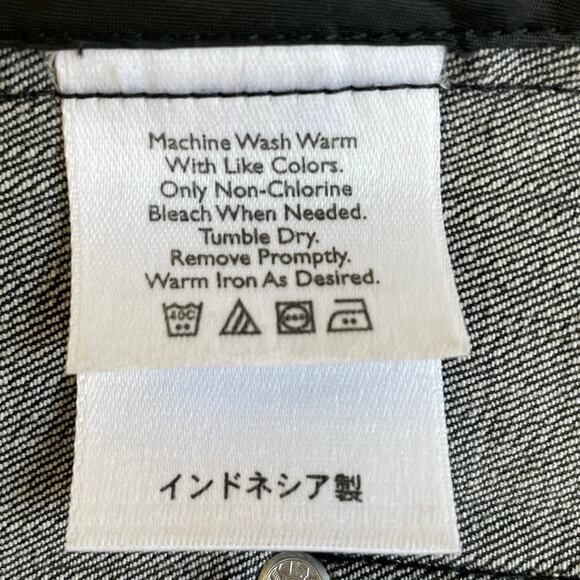 Machine Wash Warm
With Like Colors.
Only Non-Chlorine
Bleach When Needed.
Tumble Dry.
Remove Promptly.
Warm Iron As Desired.
40C
インドネシア製